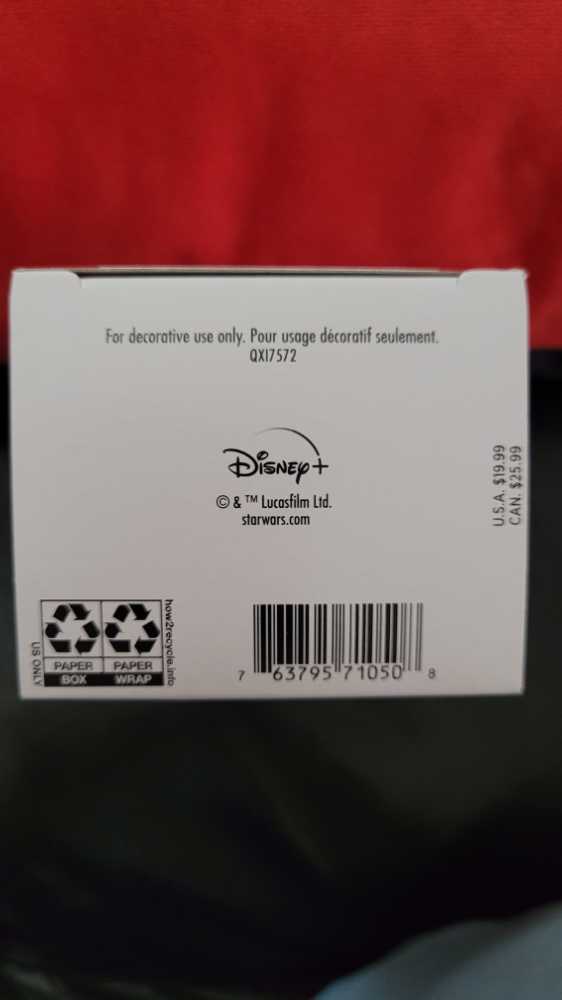 For decorative use only. Pour usage décoratif seulement.
QXI7572
Disney+
© & ™ Lucasfilm Ltd.
starwars.com
U.S.A. $19.99
CAN. $25.99
US ONLY
PAPER PAPER
BOX WRAP
how2recycle.info
7 63795 71050 8